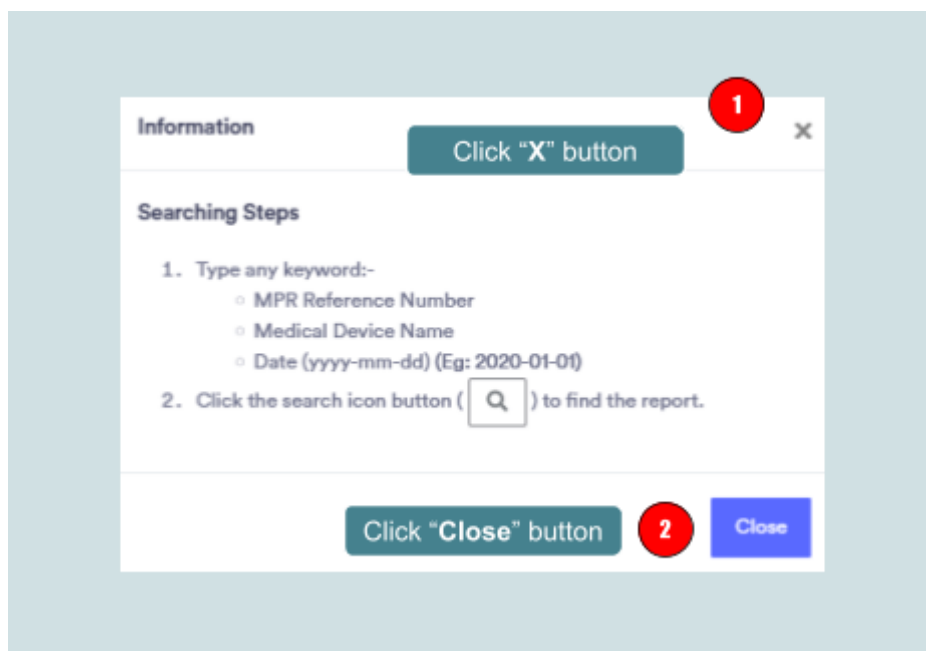 Information
1
×
Click “X” button
Searching Steps
1. Type any keyword:-
◦ MPR Reference Number
◦ Medical Device Name
◦ Date (yyyy-mm-dd) (Eg: 2020-01-01)
2. Click the search icon button ( ) to find the report.
Click “Close” button
2
Close